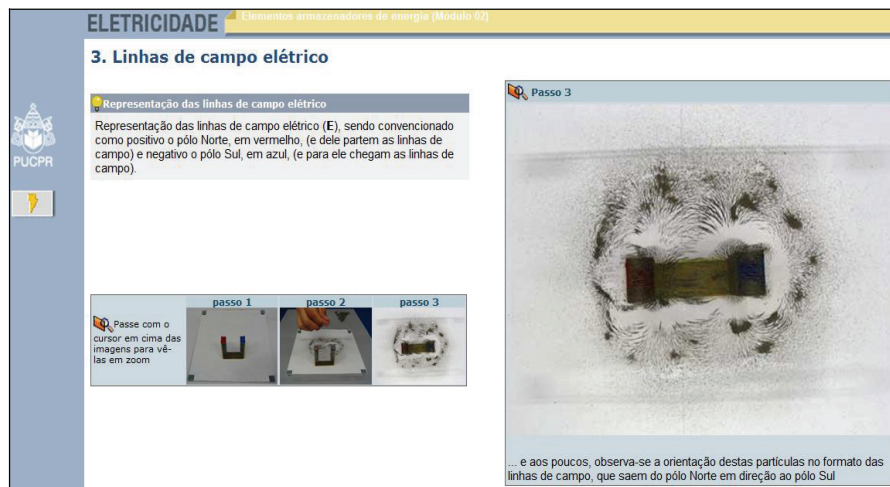 ELETRICIDADE
Elementos armazenadores de energia (Modulo 02)
3. Linhas de campo elétrico
Representação das linhas de campo elétrico
Representação das linhas de campo elétrico (E), sendo convencionado
como positivo o pólo Norte, em vermelho, (e dele partem as linhas de
campo) e negativo o pólo Sul, em azul, (e para ele chegam as linhas de
campo).
PUCPR
passo 1
passo 2
passo 3
Passe com o
cursor em cima das
imagens para vê-
las em zoom
Passo 3
... e aos poucos, observa-se a orientação destas partículas no formato das
linhas de campo, que saem do pólo Norte em direção ao pólo Sul